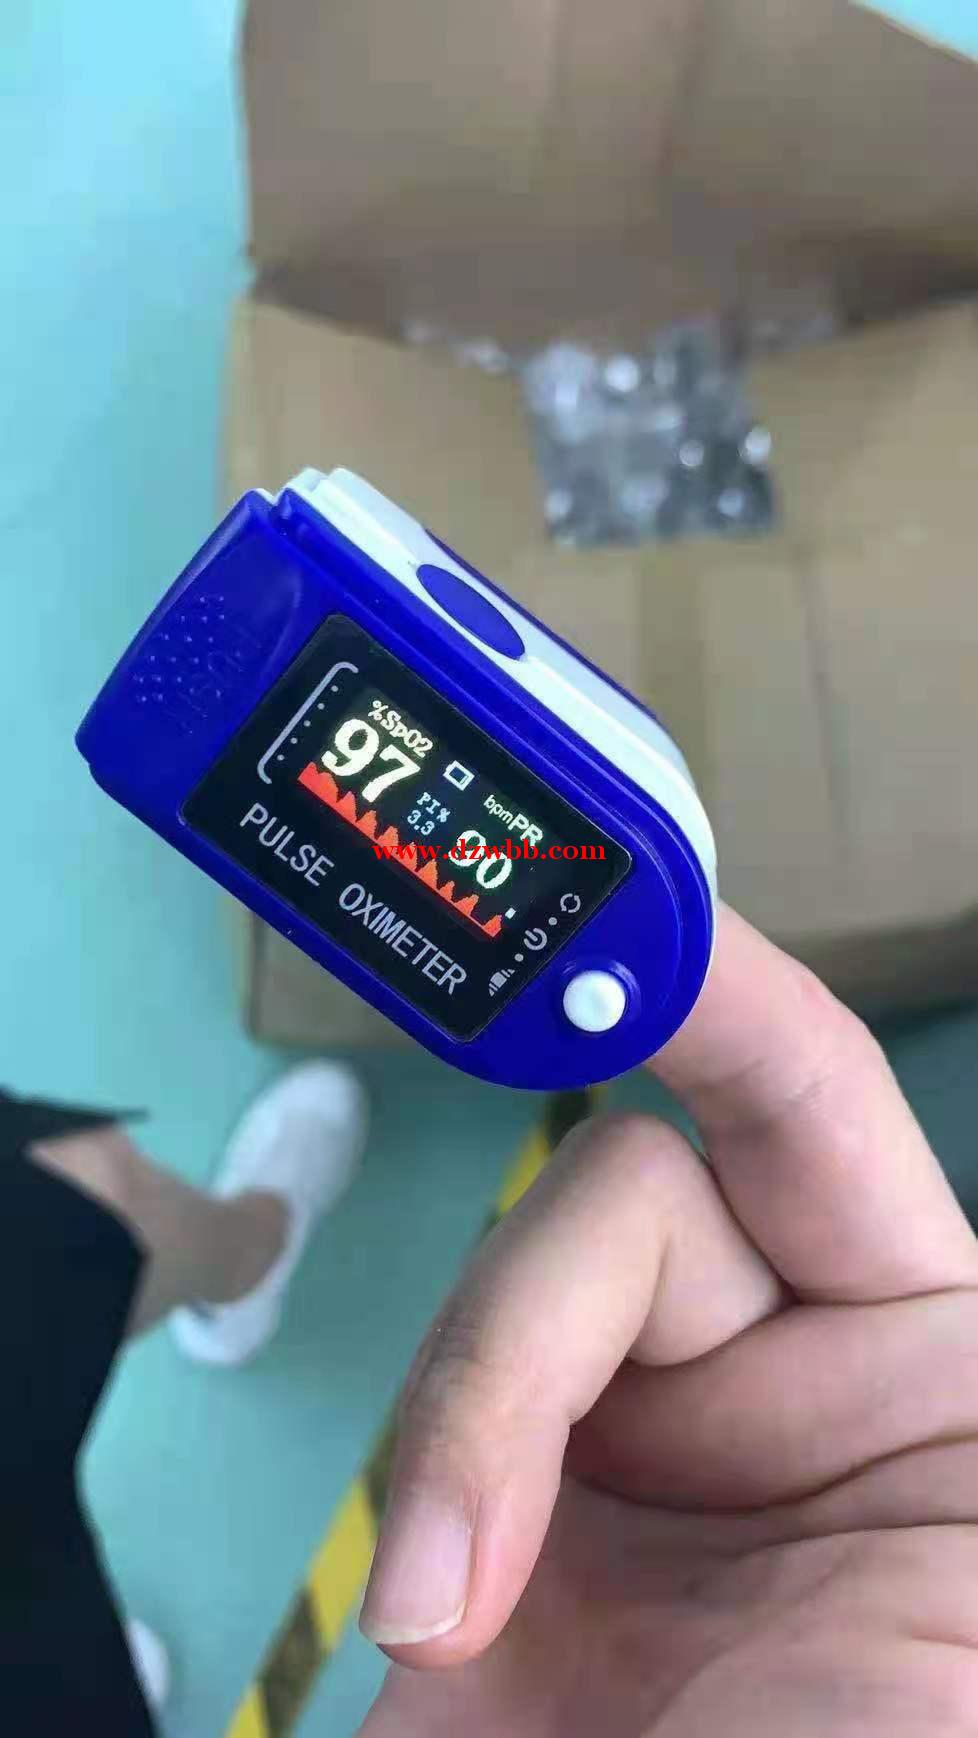 %SpO2
97
PI%
3.3
bpmPR
90
www.dzwbb.com
PULSE OXIMETER